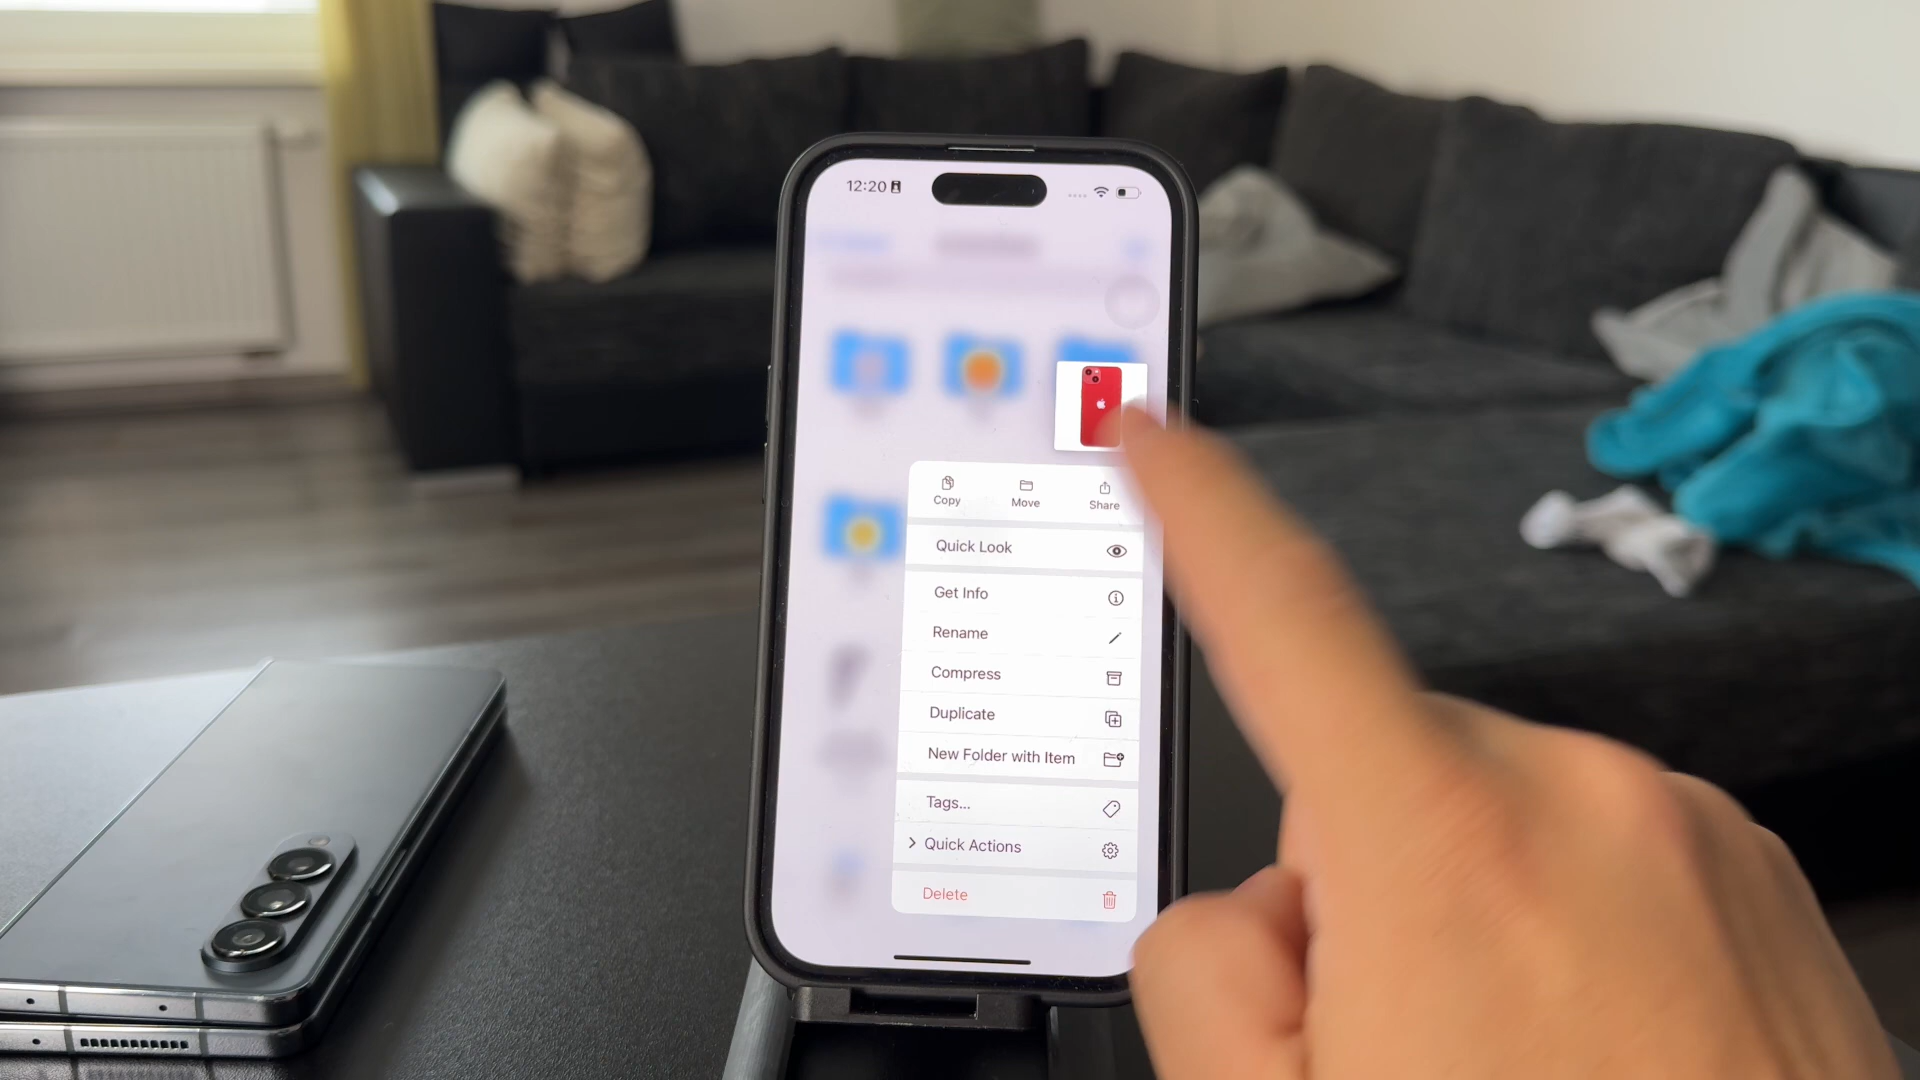 12:20
Copy
Move
Share
Quick Look
Get Info
Rename
Compress
Duplicate
New Folder with Item
Tags...
Quick Actions
Delete